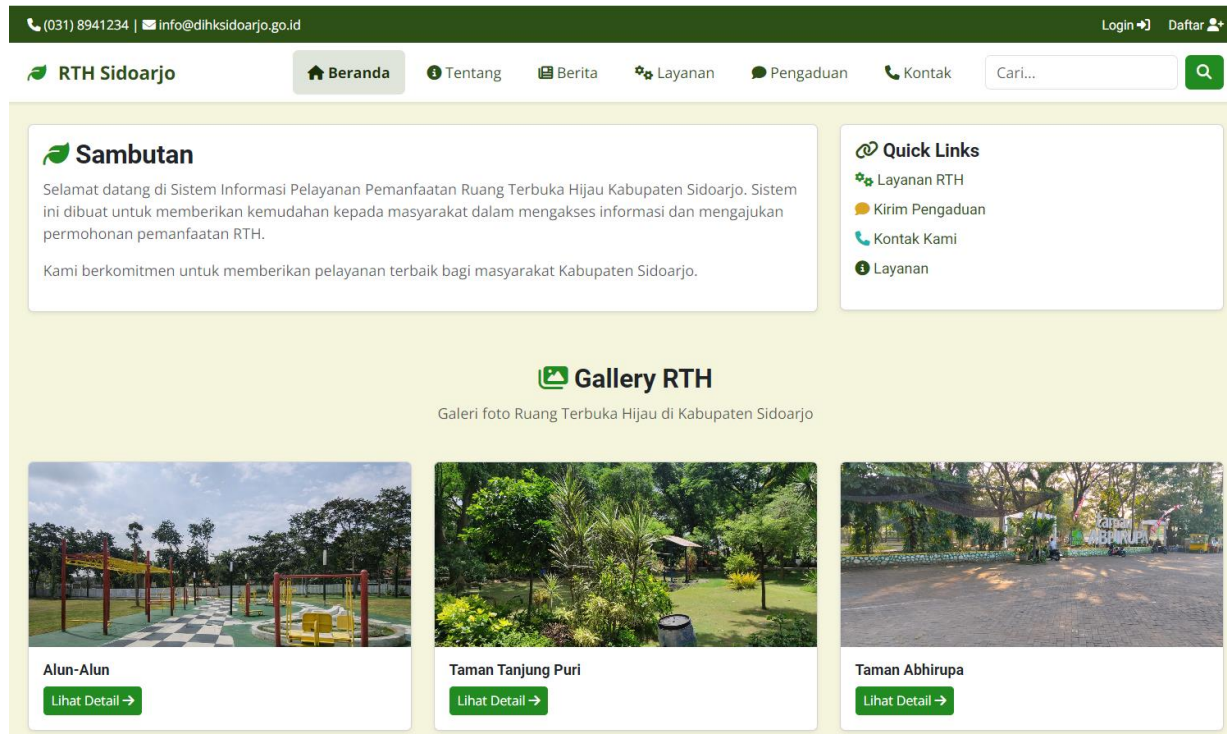 (031) 8941234 | info@dihksidoarjo.go.id
Login
Daftar
RTH Sidoarjo
Beranda
Tentang
Berita
Layanan
Pengaduan
Kontak
Cari...
Sambutan
Selamat datang di Sistem Informasi Pelayanan Pemanfaatan Ruang Terbuka Hijau Kabupaten Sidoarjo. Sistem
ini dibuat untuk memberikan kemudahan kepada masyarakat dalam mengakses informasi dan mengajukan
permohonan pemanfaatan RTH.
Kami berkomitmen untuk memberikan pelayanan terbaik bagi masyarakat Kabupaten Sidoarjo.
Quick Links
Layanan RTH
Kirim Pengaduan
Kontak Kami
Layanan
Gallery RTH
Galeri foto Ruang Terbuka Hijau di Kabupaten Sidoarjo
Taman
ABHIRUPA
Alun-Alun
Lihat Detail →
Taman Tanjung Puri
Lihat Detail →
Taman Abhirupa
Lihat Detail →